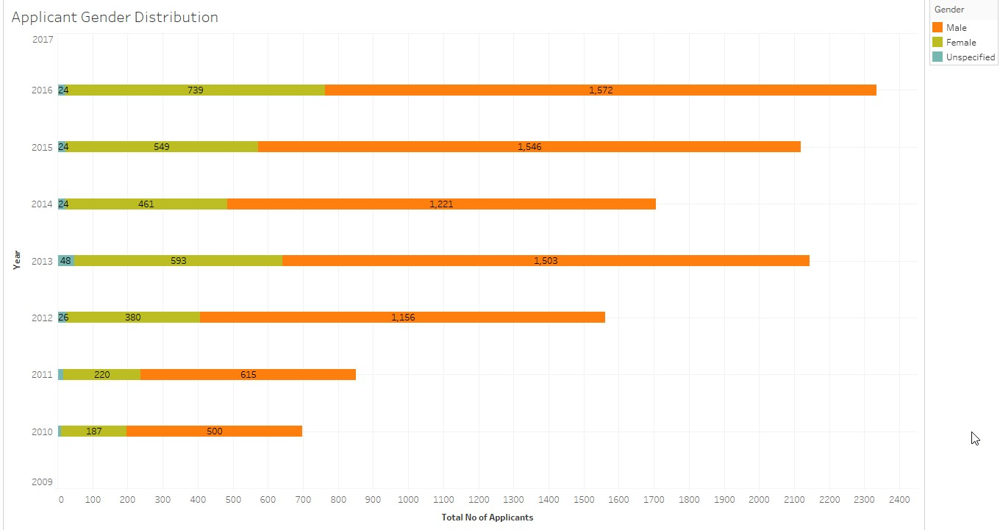 Applicant Gender Distribution
Gender
Male
Female
Unspecified
2017
2016 24 739 1,572
2015 24 549 1,546
2014 24 461 1,221
2013 48 593 1,503
2012 26 380 1,156
2011 220 615
2010 187 500
2009
Year
0 100 200 300 400 500 600 700 800 900 1000 1100 1200 1300 1400 1500 1600 1700 1800 1900 2000 2100 2200 2300 2400
Total No of Applicants